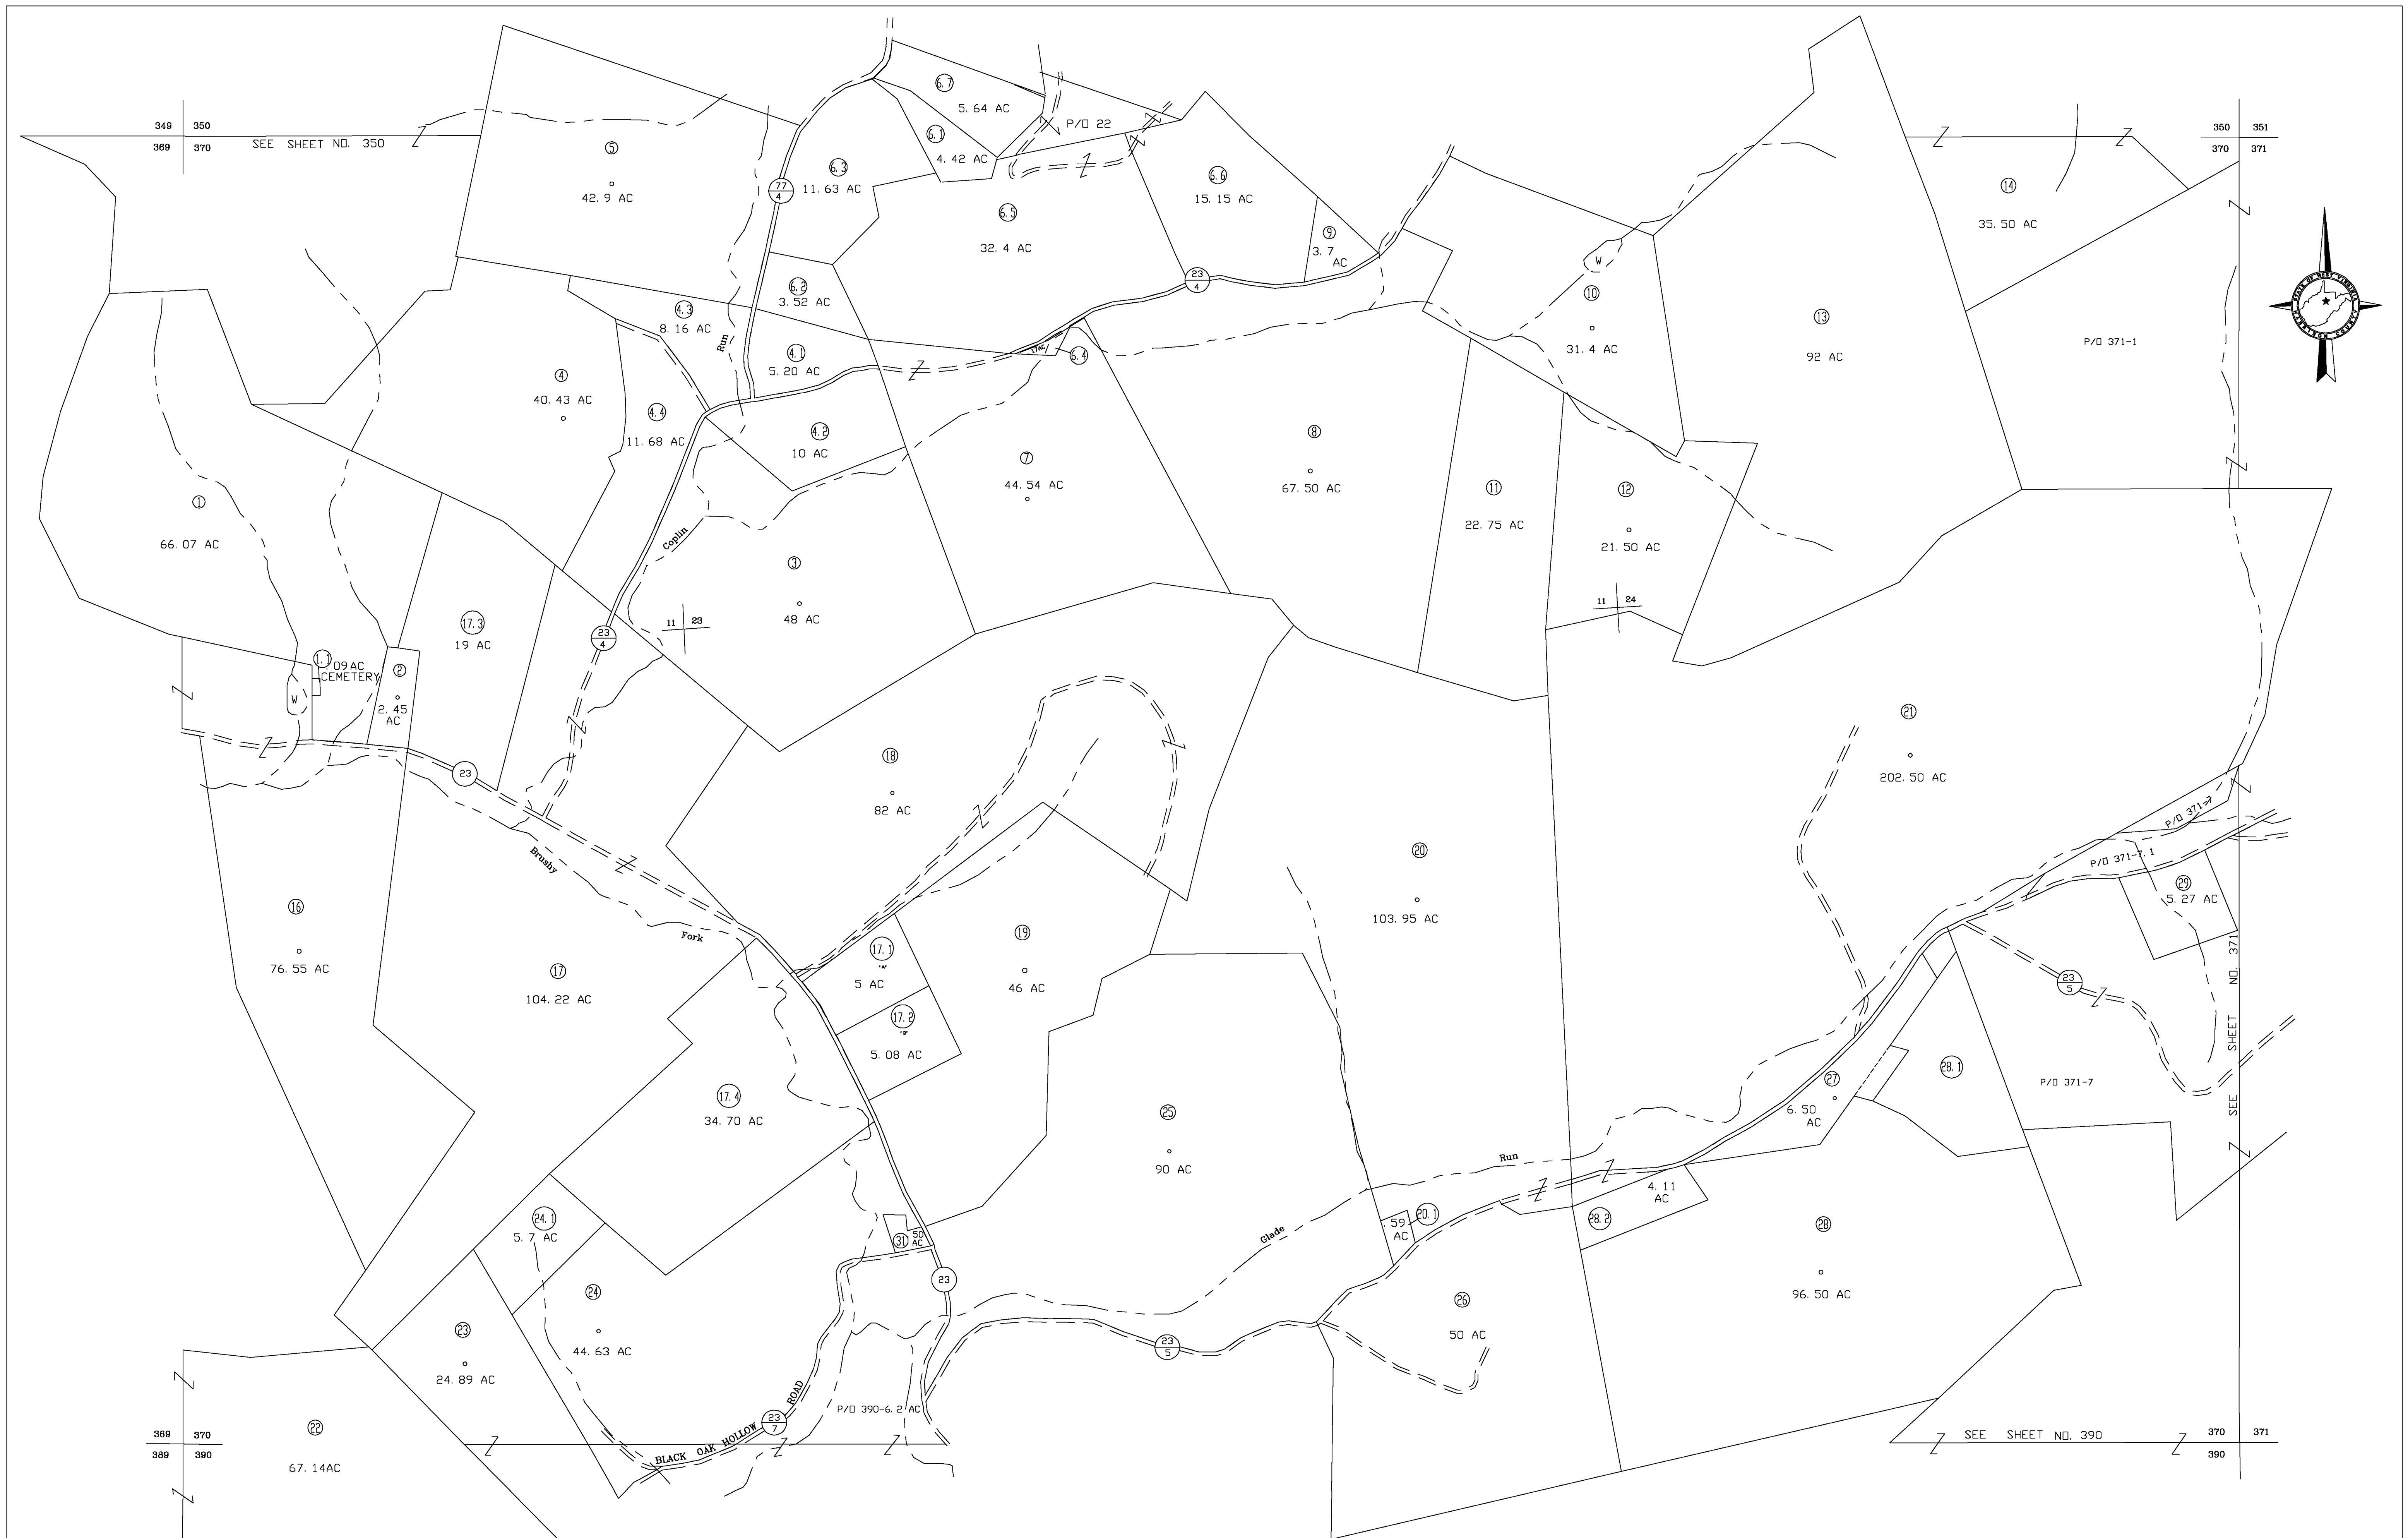 349 350
369 370
SEE SHEET NO. 350
5
42.9 AC
77
4
6.7
5.64 AC
6.1
4.42 AC
P/O 22
6.3
11.63 AC
6.5
32.4 AC
6.6
15.15 AC
9
3.7
AC
23
4
6.2
3.52 AC
4.3
8.16 AC
Run
4.1
5.20 AC
6.4
4
40.43 AC
4.4
11.68 AC
4.2
10 AC
W
10
31.4 AC
13
92 AC
14
35.50 AC
350 351
370 371
P/O 371-1
STATE OF WEST VIRGINIA
HARRISON COUNTY
1
66.07 AC
7
44.54 AC
8
67.50 AC
11
22.75 AC
12
21.50 AC
11 24
Coplin
3
48 AC
11 23
23
4
17.3
19 AC
1.1
.09 AC
CEMETERY
W
2
2.45
AC
23
Brushy
Fork
18
82 AC
20
103.95 AC
21
202.50 AC
P/O 371-7
P/O 371-7.1
29
5.27 AC
16
76.55 AC
17
104.22 AC
17.1
"A"
5 AC
17.2
"B"
5.08 AC
19
46 AC
23
5
SEE SHEET NO. 371
17.4
34.70 AC
25
90 AC
27
6.50
AC
28.1
P/O 371-7
Run
Glade
4.11
AC
28.2
28
96.50 AC
.59
AC
20.1
24.1
5.7 AC
31
.50
AC
23
24
44.63 AC
23
24.89 AC
26
50 AC
23
5
P/O 390-6.2 AC
23
7
BLACK OAK HOLLOW ROAD
22
67.14AC
369 370
389 390
SEE SHEET NO. 390
370 371
390